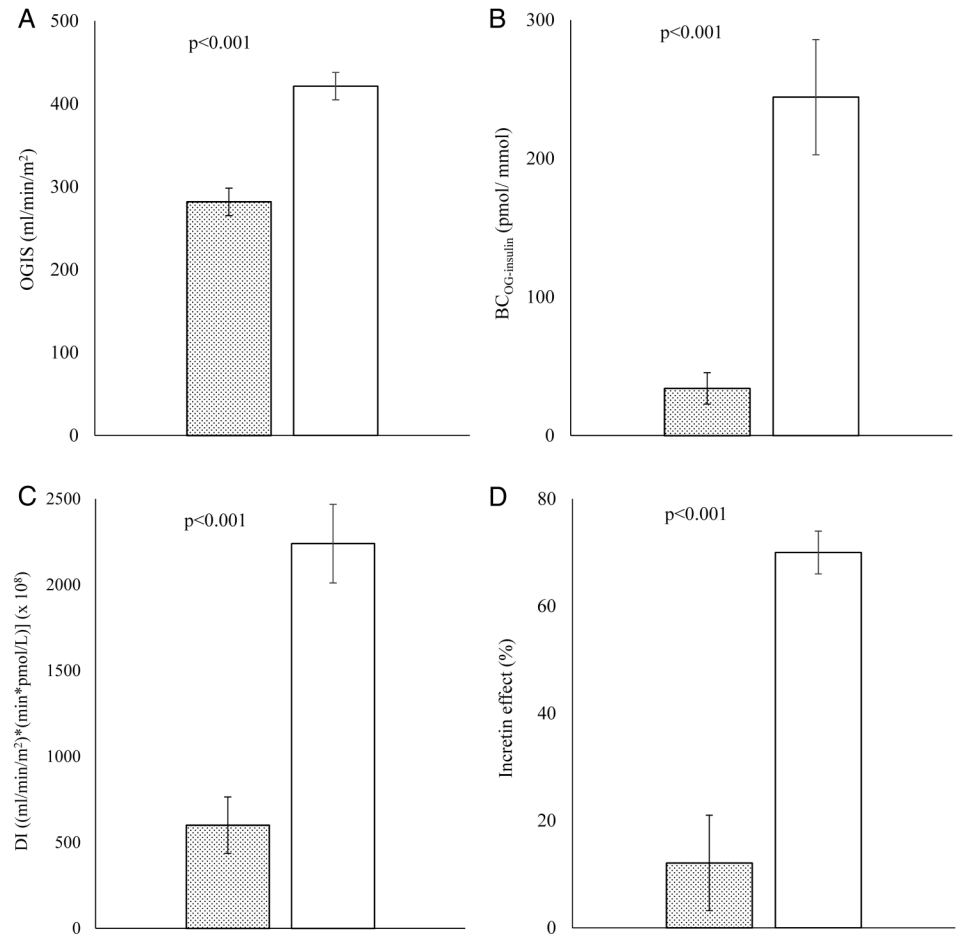 A
p<0.001
OGIS (ml/min/m²)
500
400
300
200
100
0
B
p<0.001
BC_OG-insulin (pmol/ mmol)
300
200
100
0
C
p<0.001
DI ((ml/min/m²)*(min*pmol/L)] (x 10⁸)
2500
2000
1500
1000
500
0
D
p<0.001
Incretin effect (%)
80
60
40
20
0